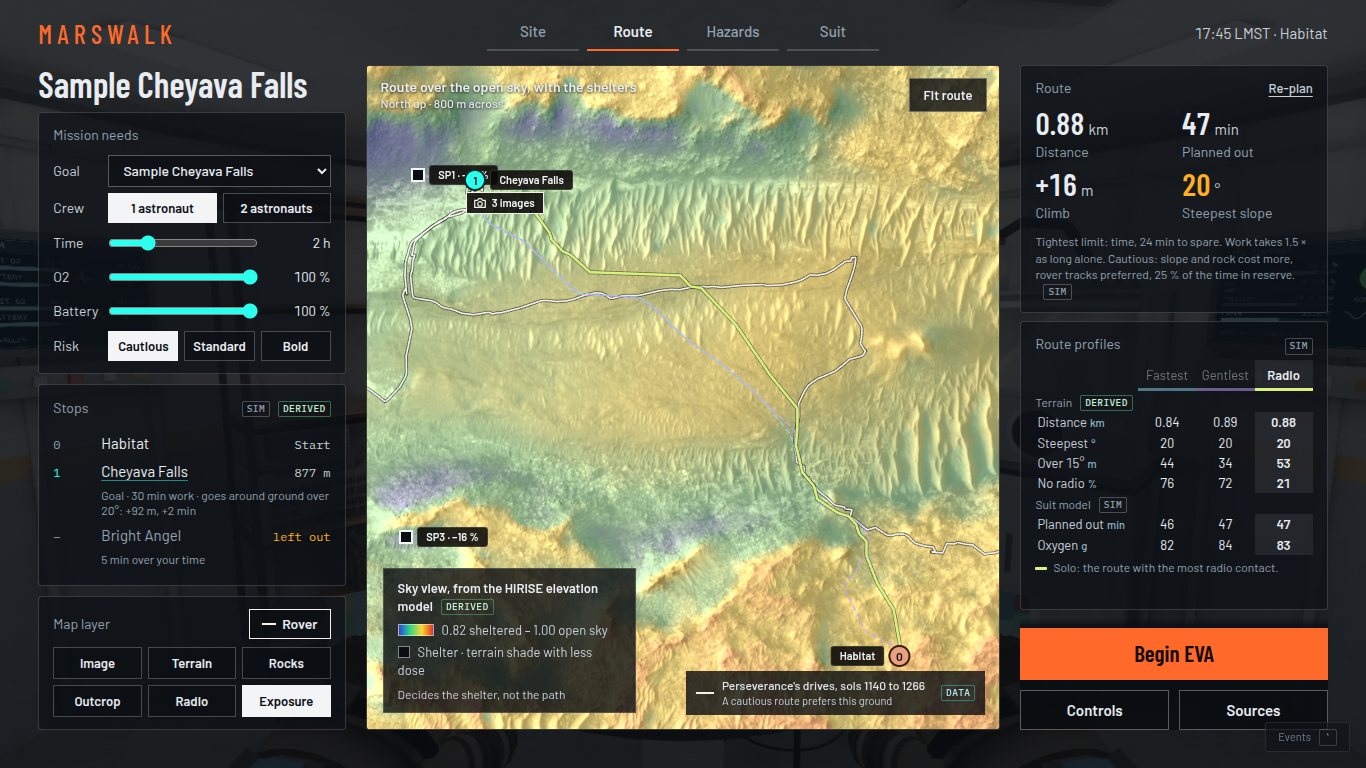 MARSWALK
Site
Route
Hazards
Suit
17:45 LMST · Habitat
Sample Cheyava Falls
Mission needs
Goal
Sample Cheyava Falls
Crew
1 astronaut
2 astronauts
Time
2 h
O2
100 %
Battery
100 %
Risk
Cautious
Standard
Bold
Stops
SIM
DERIVED
0
Habitat
Start
1
Cheyava Falls
877 m
Goal · 30 min work · goes around ground over
20°: +92 m, +2 min
–
Bright Angel
left out
5 min over your time
Map layer
Rover
Image
Terrain
Rocks
Outcrop
Radio
Exposure
Route over the open sky, with the shelters
North up · 800 m across
Fit route
SP1 ·
%
1
Cheyava Falls
3 images
SP3 · –16 %
Sky view, from the HIRISE elevation
model DERIVED
0.82 sheltered – 1.00 open sky
Shelter · terrain shade with less
dose
Decides the shelter, not the path
Habitat
0
Perseverance's drives, sols 1140 to 1266
A cautious route prefers this ground
DATA
Route
Re-plan
0.88 km
Distance
47 min
Planned out
+16 m
Climb
20 °
Steepest slope
Tightest limit: time, 24 min to spare. Work takes 1.5 ×
as long alone. Cautious: slope and rock cost more,
rover tracks preferred, 25 % of the time in reserve.
SIM
Route profiles
SIM
Fastest Gentlest Radio
Terrain DERIVED
Distance km 0.84 0.89 0.88
Steepest ° 20 20 20
Over 15° m 44 34 53
No radio % 76 72 21
Suit model SIM
Planned out min 46 47 47
Oxygen g 82 84 83
Solo: the route with the most radio contact.
Begin EVA
Controls
Sources
Events `